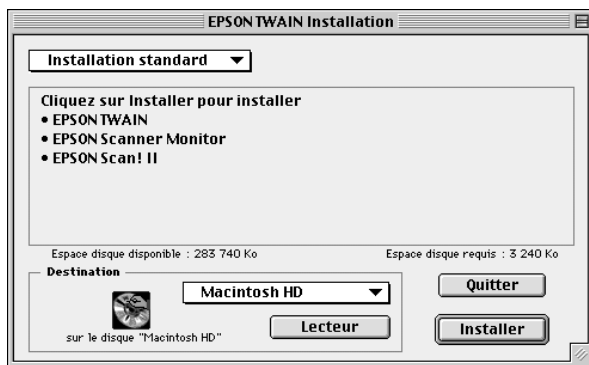 EPSON TWAIN Installation
Installation standard
Cliquez sur Installer pour installer
• EPSON TWAIN
• EPSON Scanner Monitor
• EPSON Scan! II
Espace disque disponible : 283 740 Ko
Espace disque requis : 3 240 Ko
Destination
Macintosh HD
Quitter
sur le disque "Macintosh HD"
Lecteur
Installer